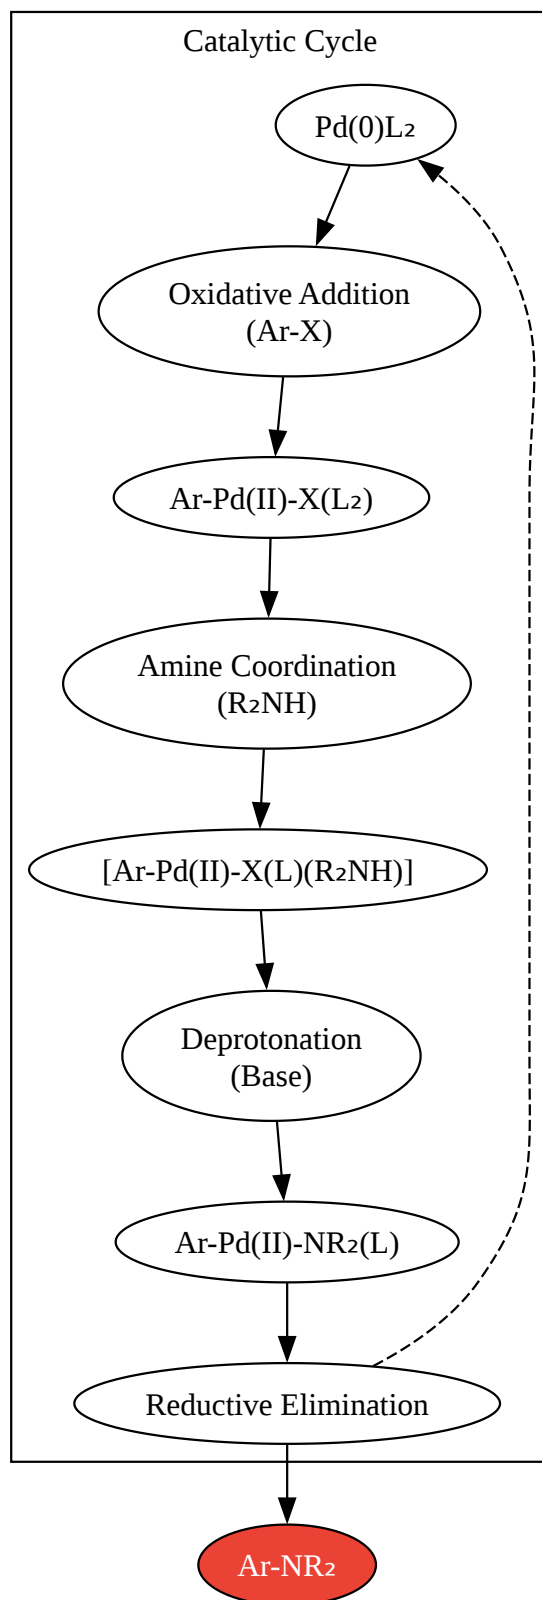 Catalytic Cycle
Pd(0)L₂
Oxidative Addition
(Ar-X)
Ar-Pd(II)-X(L₂)
Amine Coordination
(R₂NH)
[Ar-Pd(II)-X(L)(R₂NH)]
Deprotonation
(Base)
Ar-Pd(II)-NR₂(L)
Reductive Elimination
Ar-NR₂